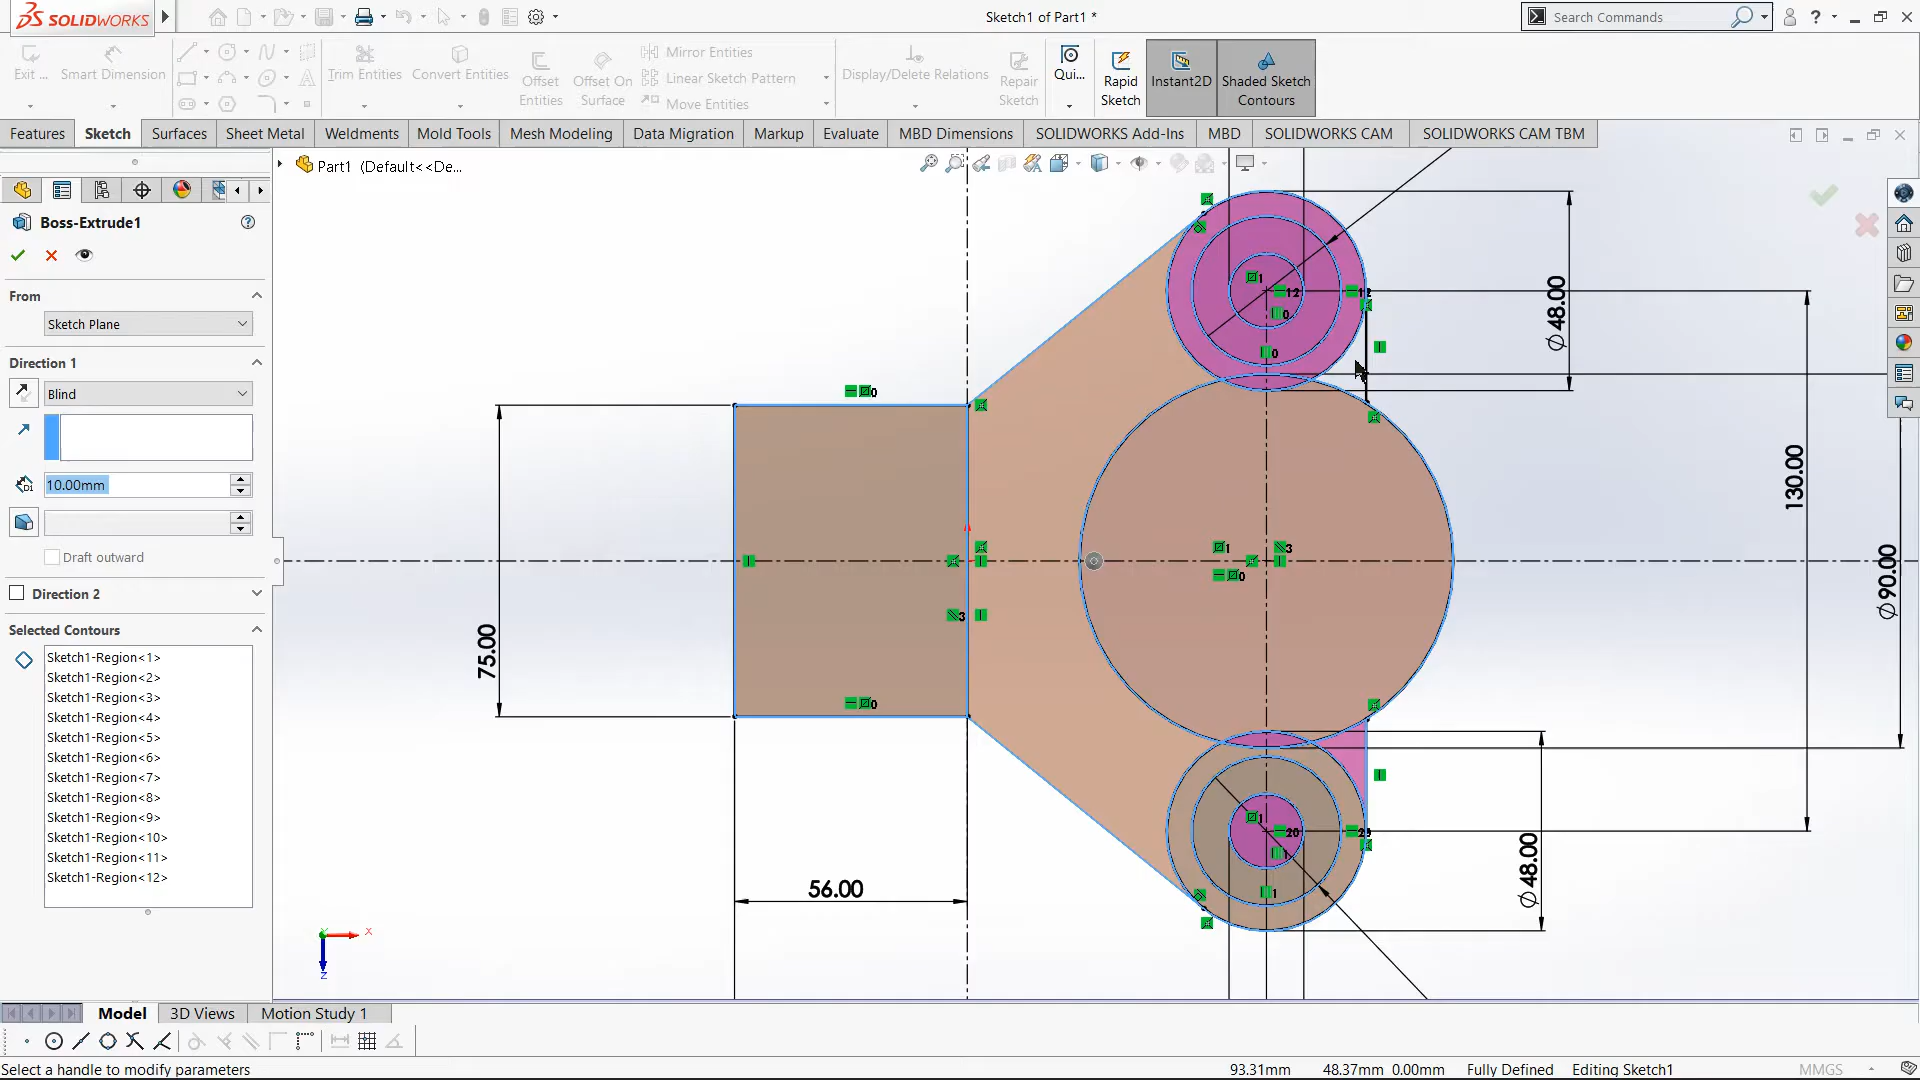 SOLIDWORKS
Sketch1 of Part1 *
Search Commands
Exit ...
Smart Dimension
Trim Entities
Convert Entities
Offset Entities
Offset On Surface
Mirror Entities
Linear Sketch Pattern
Move Entities
Display/Delete Relations
Repair Sketch
Qui...
Rapid Sketch
Instant2D
Shaded Sketch Contours
Features
Sketch
Surfaces
Sheet Metal
Weldments
Mold Tools
Mesh Modeling
Data Migration
Markup
Evaluate
MBD Dimensions
SOLIDWORKS Add-Ins
MBD
SOLIDWORKS CAM
SOLIDWORKS CAM TBM
Part1 (Default<<De...
Boss-Extrude1
From
Sketch Plane
Direction 1
Blind
10.00mm
Draft outward
Direction 2
Selected Contours
Sketch1-Region<1>
Sketch1-Region<2>
Sketch1-Region<3>
Sketch1-Region<4>
Sketch1-Region<5>
Sketch1-Region<6>
Sketch1-Region<7>
Sketch1-Region<8>
Sketch1-Region<9>
Sketch1-Region<10>
Sketch1-Region<11>
Sketch1-Region<12>
∅48.00
130.00
∅90.00
75.00
56.00
∅48.00
X
Z
Model
3D Views
Motion Study 1
Select a handle to modify parameters
93.31mm
48.37mm
0.00mm
Fully Defined
Editing Sketch1
MMGS